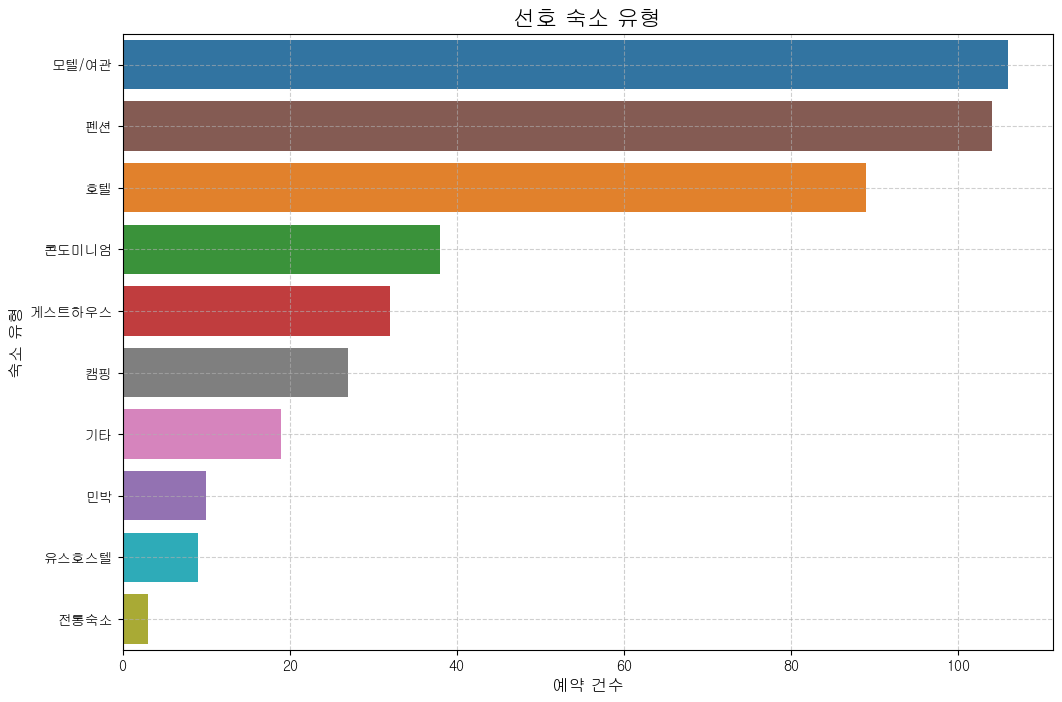 선호 숙소 유형
숙소 유형
모텔/여관
펜션
호텔
콘도미니엄
게스트하우스
캠핑
기타
민박
유스호스텔
전통숙소
0 20 40 60 80 100
예약 건수